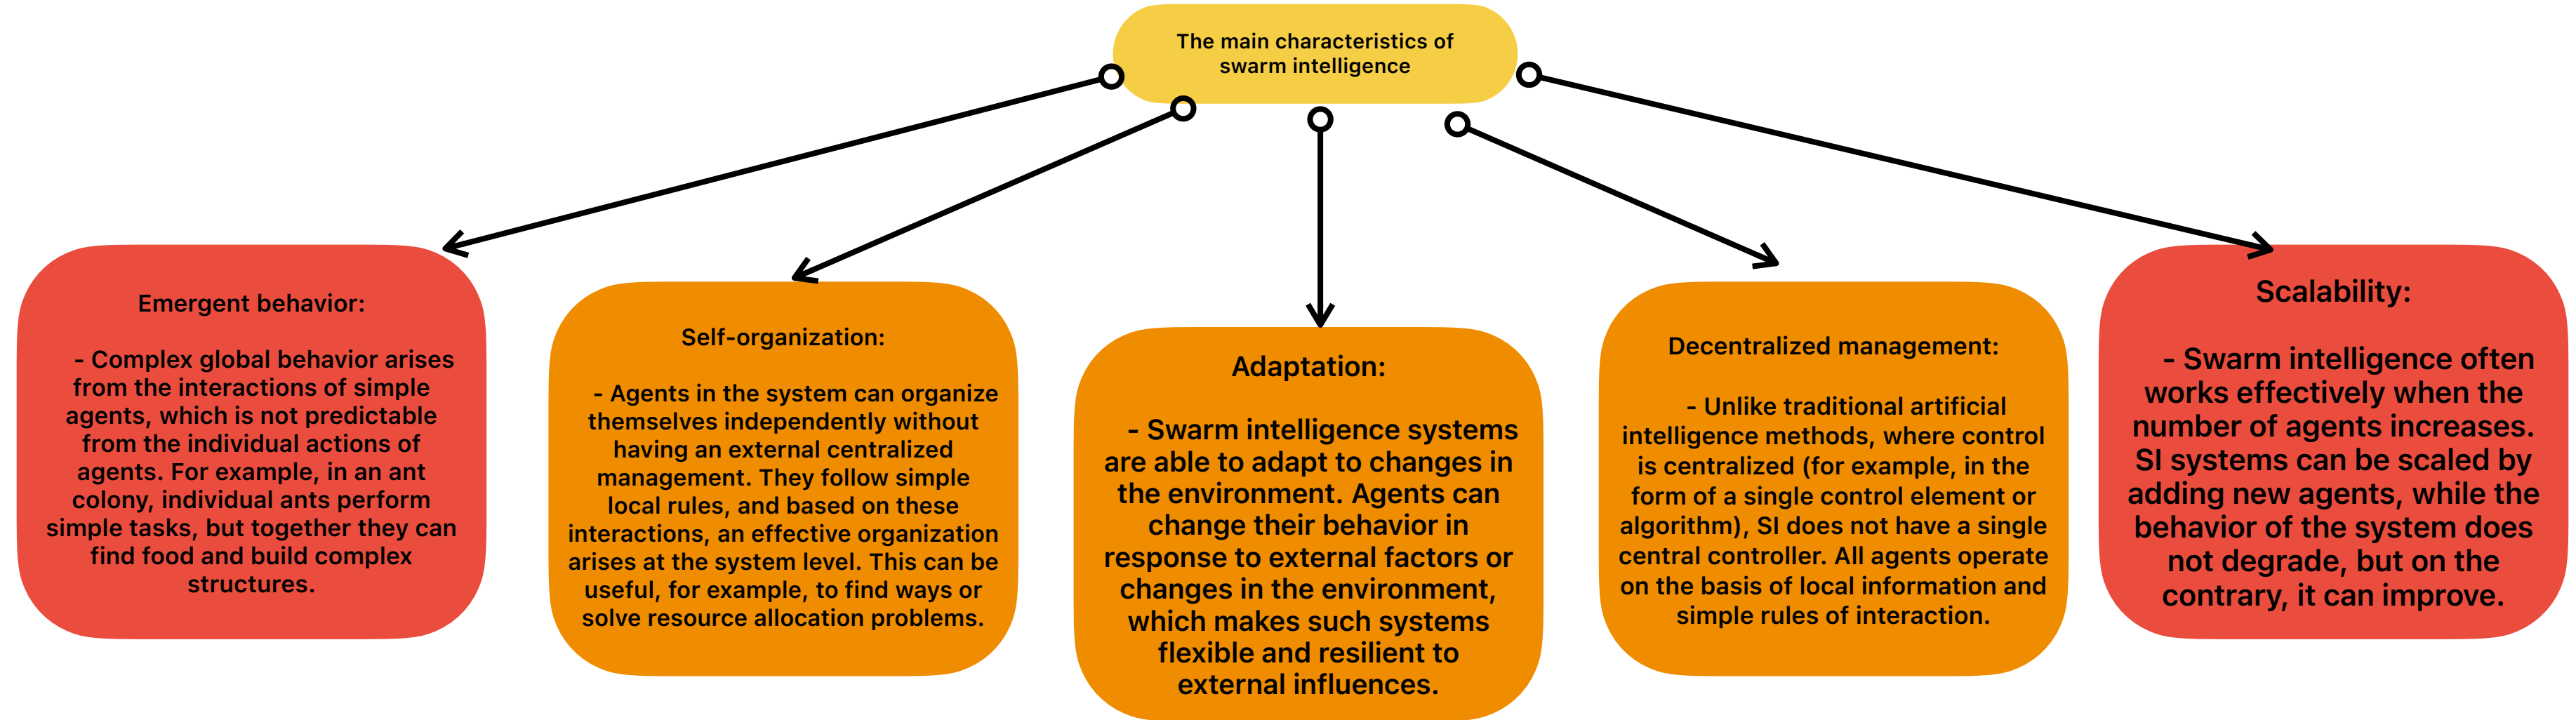 The main characteristics of
swarm intelligence
Emergent behavior:
- Complex global behavior arises
from the interactions of simple
agents, which is not predictable
from the individual actions of
agents. For example, in an ant
colony, individual ants perform
simple tasks, but together they can
find food and build complex
structures.
Self-organization:
- Agents in the system can organize
themselves independently without
having an external centralized
management. They follow simple
local rules, and based on these
interactions, an effective organization
arises at the system level. This can be
useful, for example, to find ways or
solve resource allocation problems.
Adaptation:
- Swarm intelligence systems
are able to adapt to changes in
the environment. Agents can
change their behavior in
response to external factors or
changes in the environment,
which makes such systems
flexible and resilient to
external influences.
Decentralized management:
- Unlike traditional artificial
intelligence methods, where control
is centralized (for example, in the
form of a single control element or
algorithm), SI does not have a single
central controller. All agents operate
on the basis of local information and
simple rules of interaction.
Scalability:
- Swarm intelligence often
works effectively when the
number of agents increases.
SI systems can be scaled by
adding new agents, while the
behavior of the system does
not degrade, but on the
contrary, it can improve.